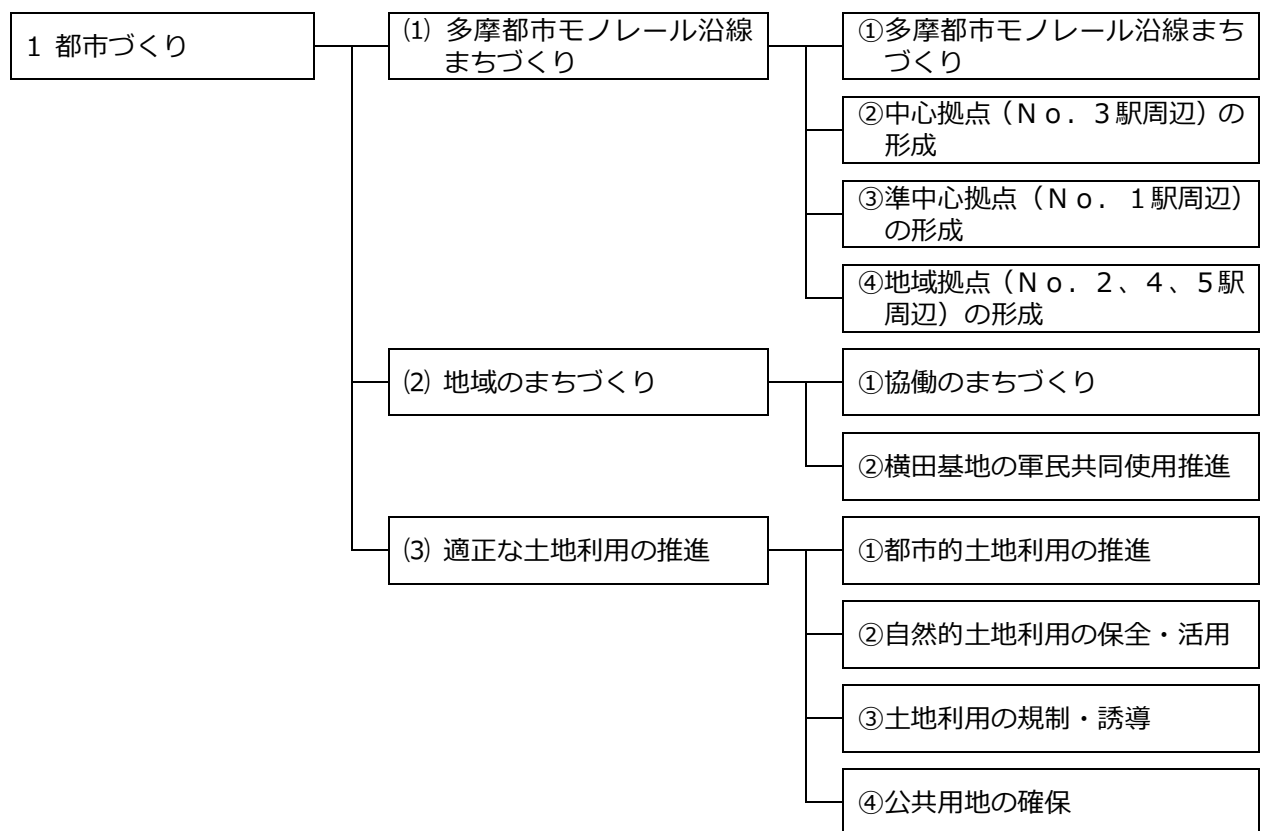 1 都市づくり
⑴ 多摩都市モノレール沿線
まちづくり
①多摩都市モノレール沿線まち
づくり
②中心拠点（Ｎｏ．３駅周辺）の
形成
③準中心拠点（Ｎｏ．１駅周辺）
の形成
④地域拠点（Ｎｏ．２、４、５駅
周辺）の形成
⑵ 地域のまちづくり
①協働のまちづくり
②横田基地の軍民共同使用推進
⑶ 適正な土地利用の推進
①都市的土地利用の推進
②自然的土地利用の保全・活用
③土地利用の規制・誘導
④公共用地の確保